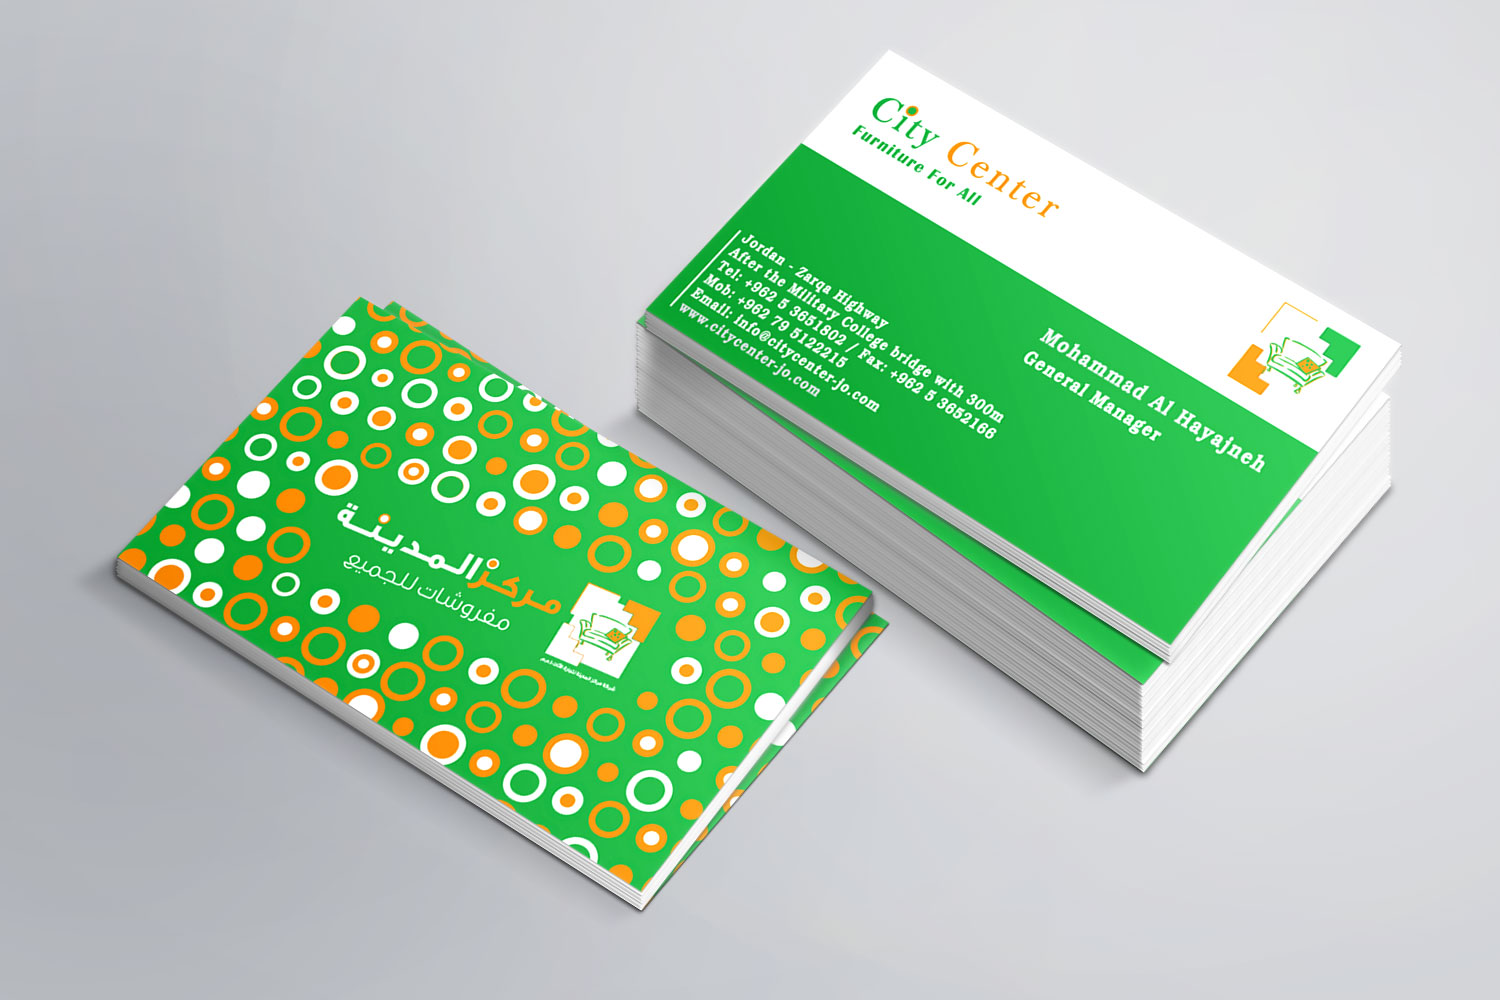 City Center
Furniture For All
Jordan - Zarqa Highway
After the Military College bridge with 300m
Tel: +962 5 3651802 / Fax: +962 5 3652166
Mob: +962 79 5122215
Email: info@citycenter-jo.com
www.citycenter-jo.com
Mohammad Al Hayajneh
General Manager
مركز المدينة
مفروشات للجميع